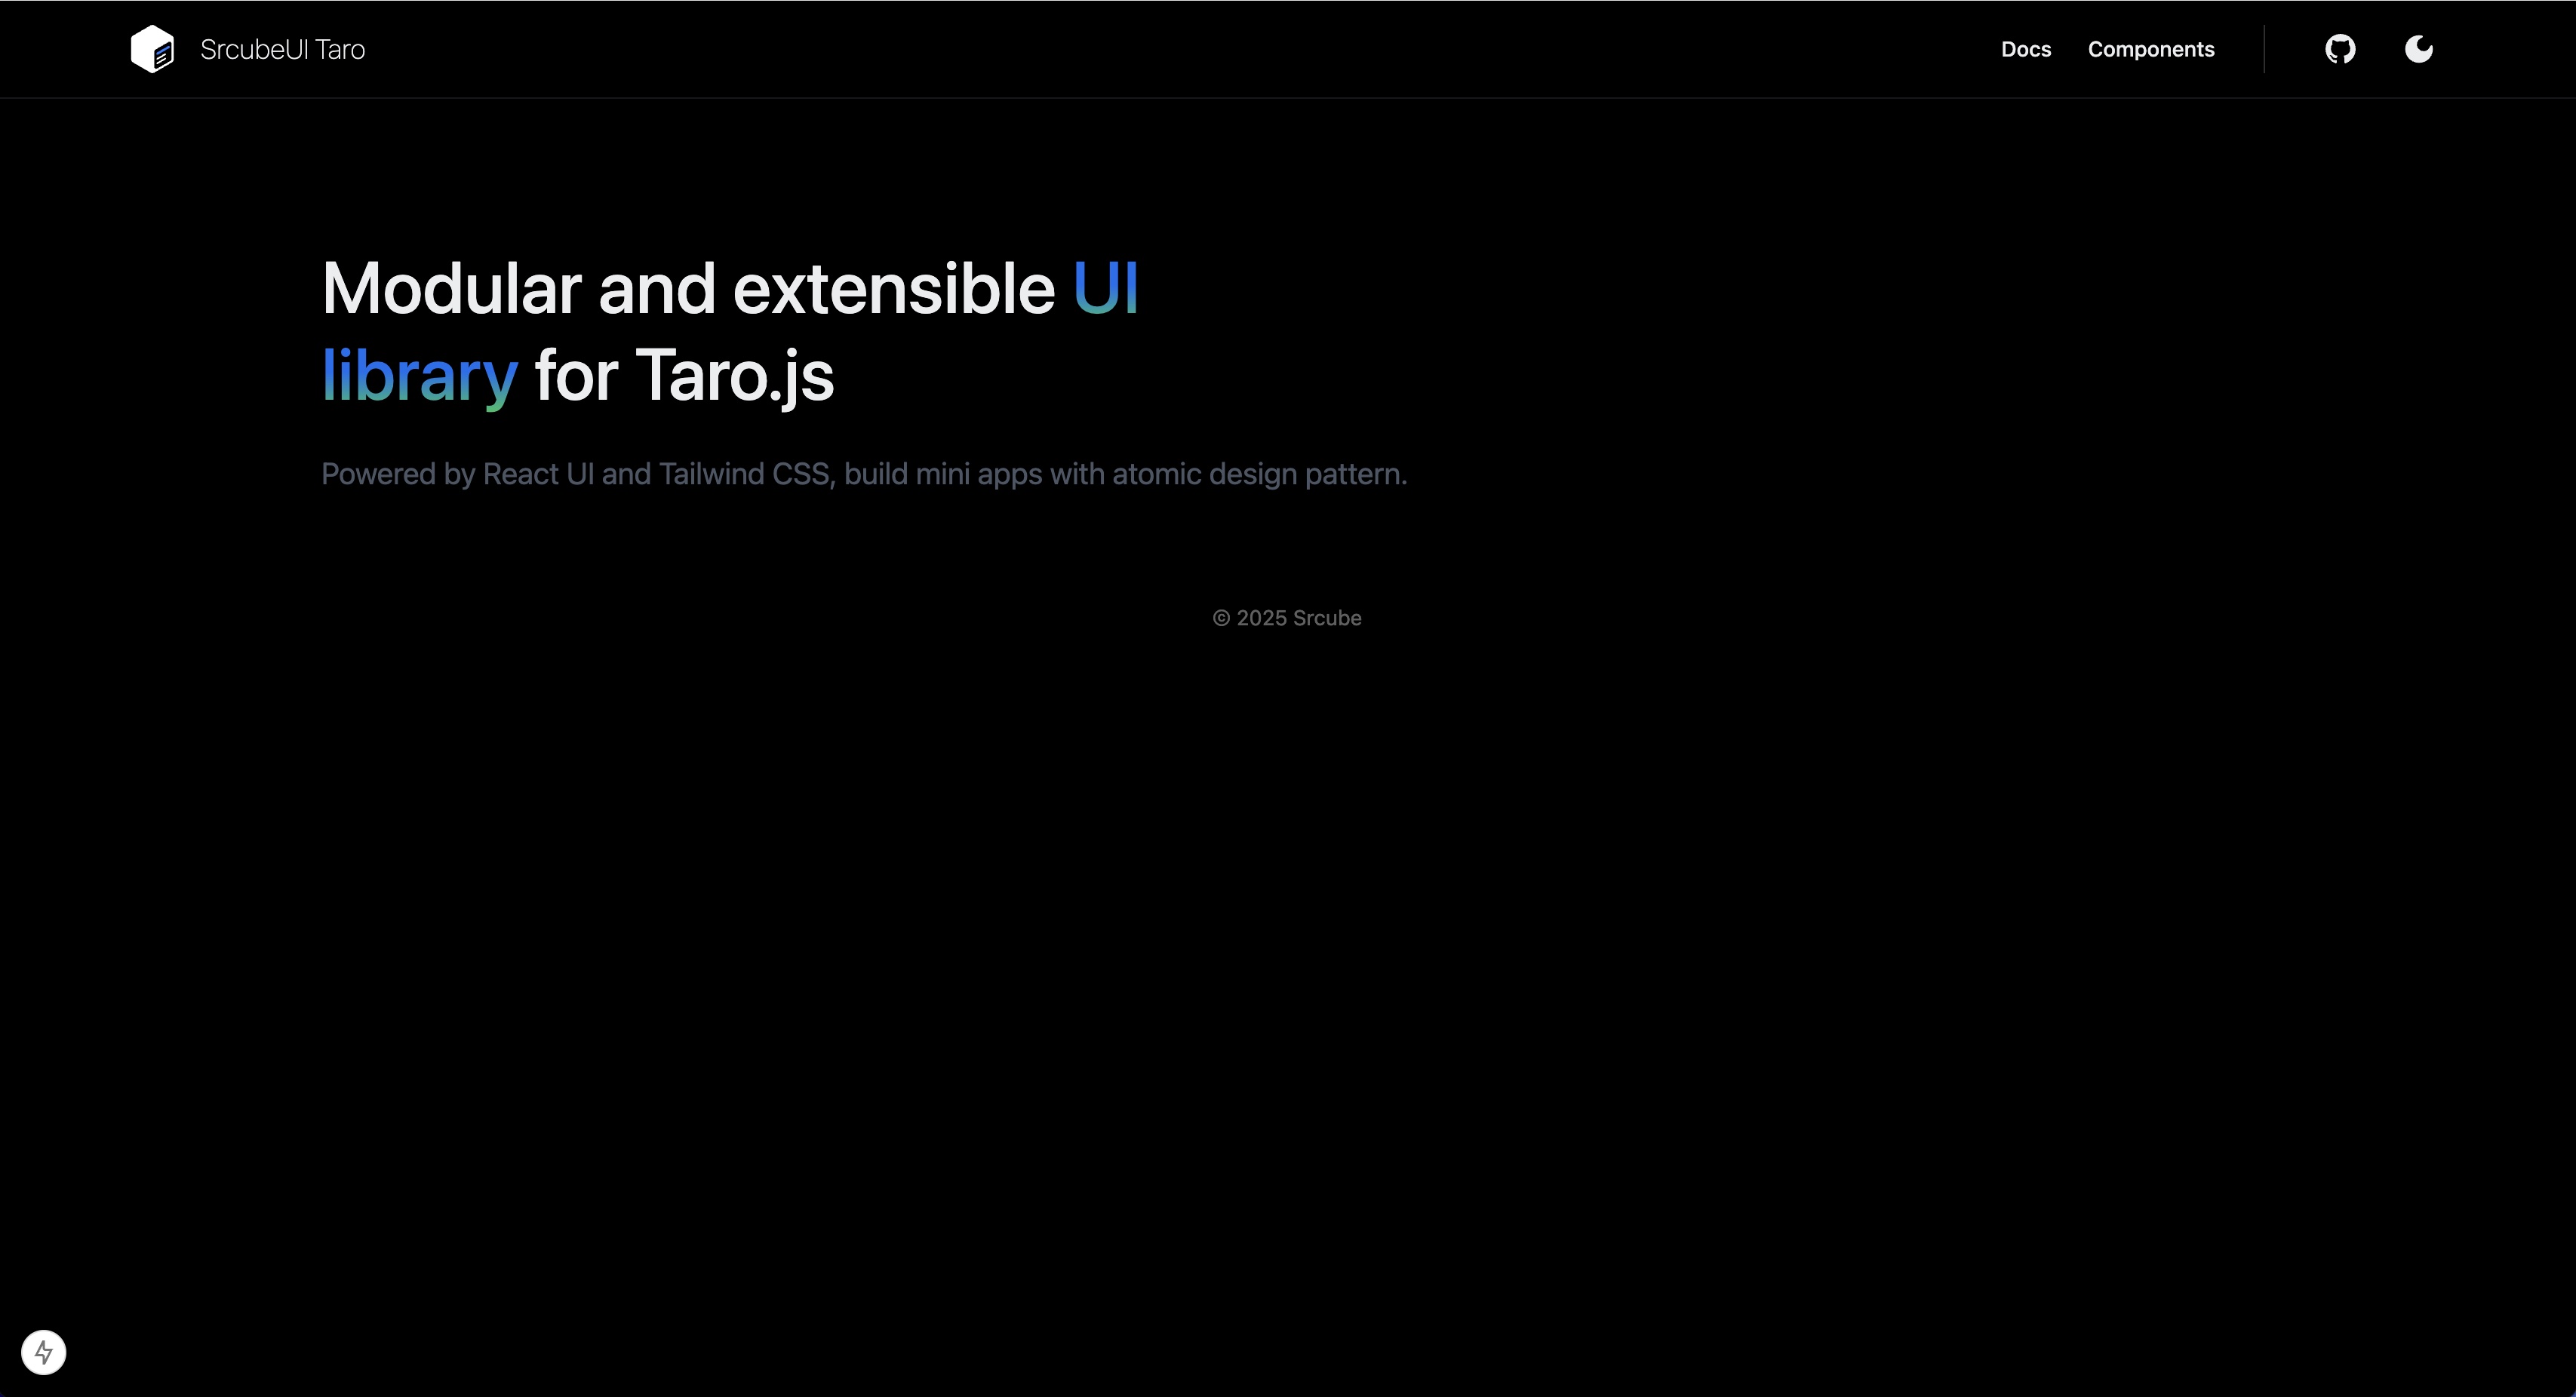 SrcubeUI Taro
Docs
Components
Modular and extensible UI
library for Taro.js
Powered by React UI and Tailwind CSS, build mini apps with atomic design pattern.
© 2025 Srcube